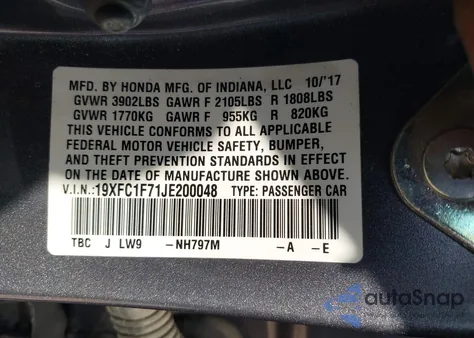 MFD. BY HONDA MFG. OF INDIANA, LLC 10/'17
GVWR 3902LBS GAWR F 2105LBS R 1808LBS
GVWR 1770KG GAWR F 955KG R 820KG
THIS VEHICLE CONFORMS TO ALL APPLICABLE
FEDERAL MOTOR VEHICLE SAFETY, BUMPER,
AND THEFT PREVENTION STANDARDS IN EFFECT
ON THE DATE OF MANUFACTURE SHOWN ABOVE.
V.I.N.:19XFC1F71JE200048 TYPE: PASSENGER CAR
TBC J LW9 -NH797M -A -E
autoSnap